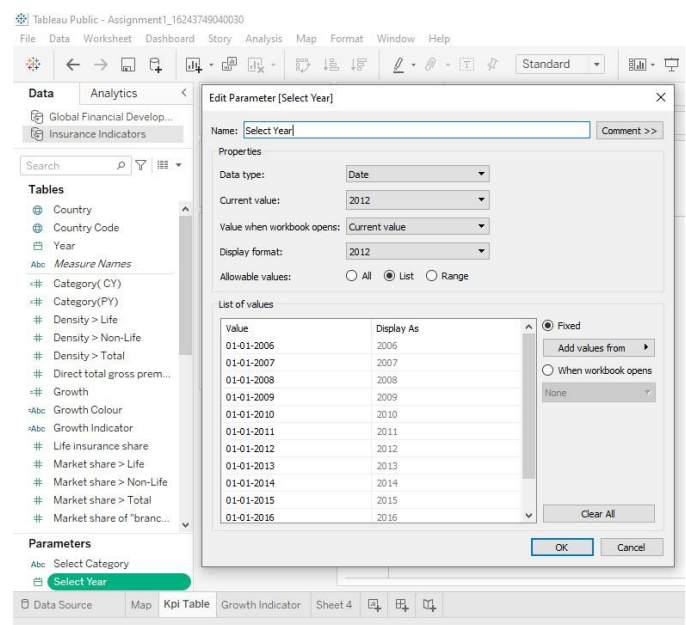 Tableau Public - Assignment1_16243749040030
File Data Worksheet Dashboard Story Analysis Map Format Window Help
Standard
Data Analytics
Global Financial Develop...
Insurance Indicators
Search
Tables
Country
Country Code
Year
Abc Measure Names
Category( CY)
Category(PY)
Density > Life
Density > Non-Life
Density > Total
Direct total gross prem...
Growth
Abc Growth Colour
Abc Growth Indicator
Life insurance share
Market share > Life
Market share > Non-Life
Market share > Total
Market share of "branc...
Parameters
Abc Select Category
Select Year
Edit Parameter [Select Year]
Name: Select Year
Comment >>
Properties
Data type: Date
Current value: 2012
Value when workbook opens: Current value
Display format: 2012
Allowable values: All List Range
List of values
Value Display As
01-01-2006 2006
01-01-2007 2007
01-01-2008 2008
01-01-2009 2009
01-01-2010 2010
01-01-2011 2011
01-01-2012 2012
01-01-2013 2013
01-01-2014 2014
01-01-2015 2015
01-01-2016 2016
Fixed
Add values from
When workbook opens
None
Clear All
OK Cancel
Data Source Map Kpi Table Growth Indicator Sheet 4